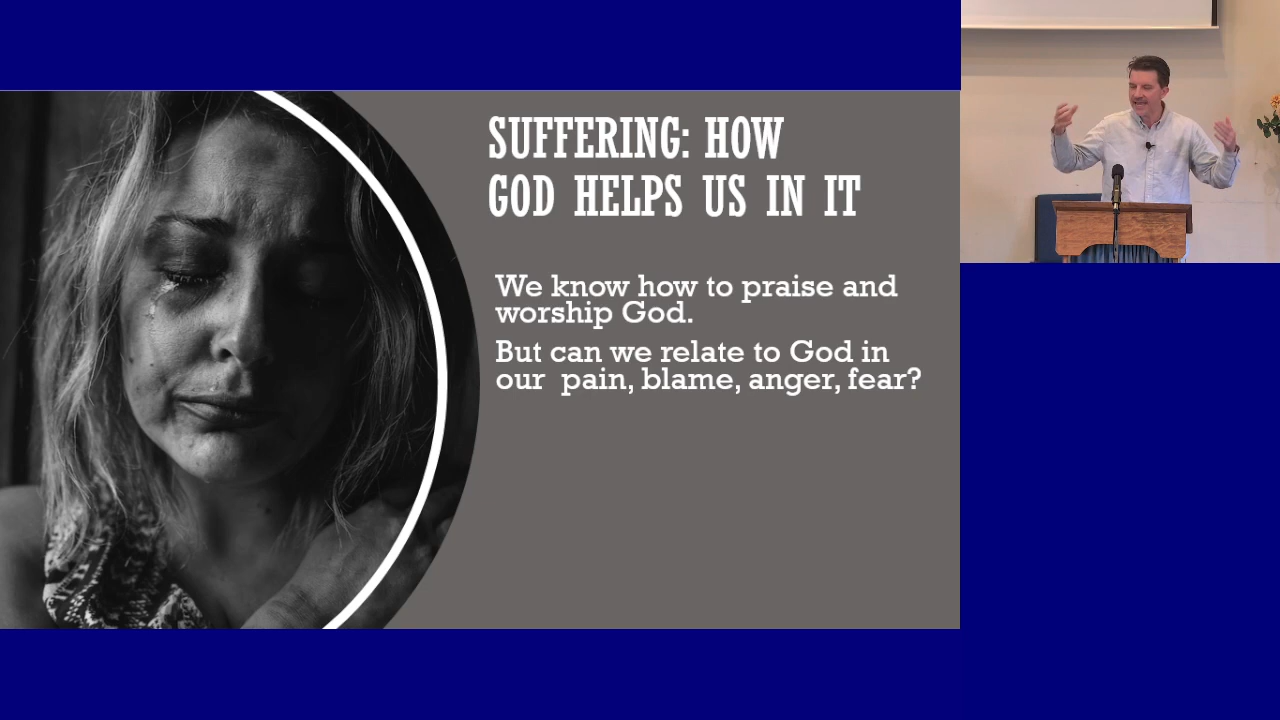 SUFFERING: HOW
GOD HELPS US IN IT
We know how to praise and
worship God.
But can we relate to God in
our pain, blame, anger, fear?